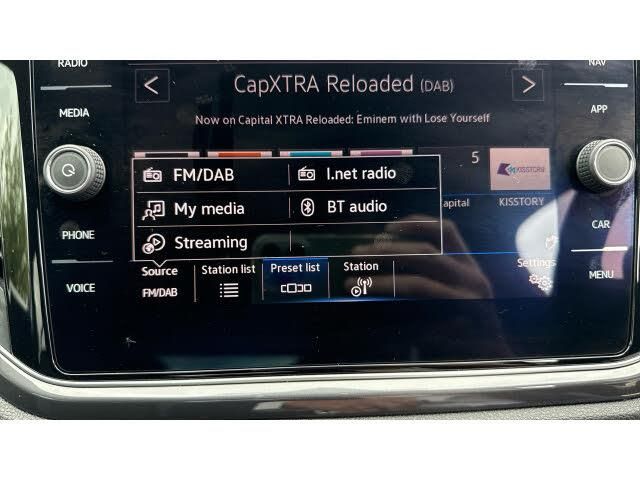 RADIO
NAV
CapXTRA Reloaded (DAB)
MEDIA
APP
Now on Capital XTRA Reloaded: Eminem with Lose Yourself
5
FM/DAB
I.net radio
KISSTORY
My media
BT audio
apital
KISSTORY
PHONE
CAR
Streaming
Source
Station list
Preset list
Station
Settings
MENU
VOICE
FM/DAB